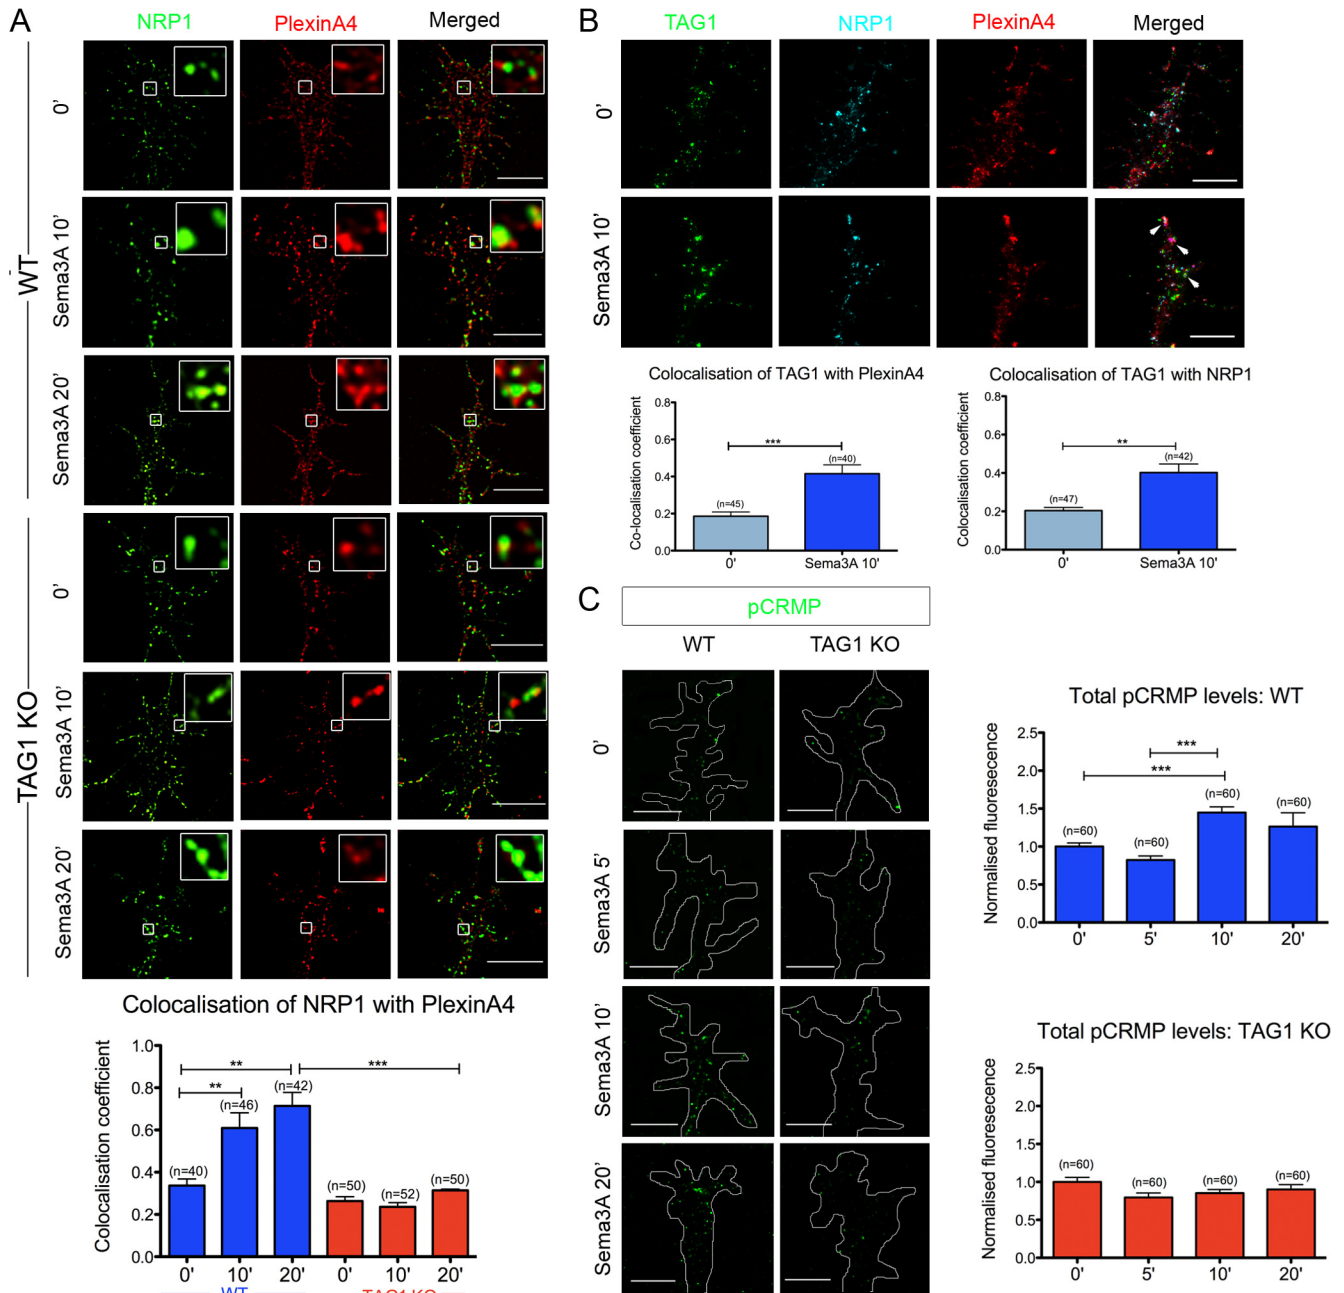 A
NRP1 PlexinA4 Merged
WT
0'
Sema3A 10'
Sema3A 20'
TAG1 KO
0'
Sema3A 10'
Sema3A 20'
Colocalisation of NRP1 with PlexinA4
Colocalisation coefficient
1.0
0.8
0.6
0.4
0.2
0.0
** ***
**
(n=40) (n=46) (n=42) (n=50) (n=52) (n=50)
0' 10' 20' 0' 10' 20'
WT TAG1 KO
B
TAG1 NRP1 PlexinA4 Merged
0'
Sema3A 10'
Colocalisation of TAG1 with PlexinA4
Co-localisation coefficient
0.8
0.6
0.4
0.2
0.0
***
(n=45) (n=40)
0' Sema3A 10'
Colocalisation of TAG1 with NRP1
Colocalisation coefficient
0.8
0.6
0.4
0.2
0.0
**
(n=47) (n=42)
0' Sema3A 10'
C
pCRMP
WT TAG1 KO
0'
Sema3A 5'
Sema3A 10'
Sema3A 20'
Total pCRMP levels: WT
Normalised fluoresecence
2.5
2.0
1.5
1.0
0.5
0.0
***
***
(n=60) (n=60) (n=60) (n=60)
0' 5' 10' 20'
Total pCRMP levels: TAG1 KO
Normalised fluoresecence
2.5
2.0
1.5
1.0
0.5
0.0
(n=60) (n=60) (n=60) (n=60)
0' 5' 10' 20'